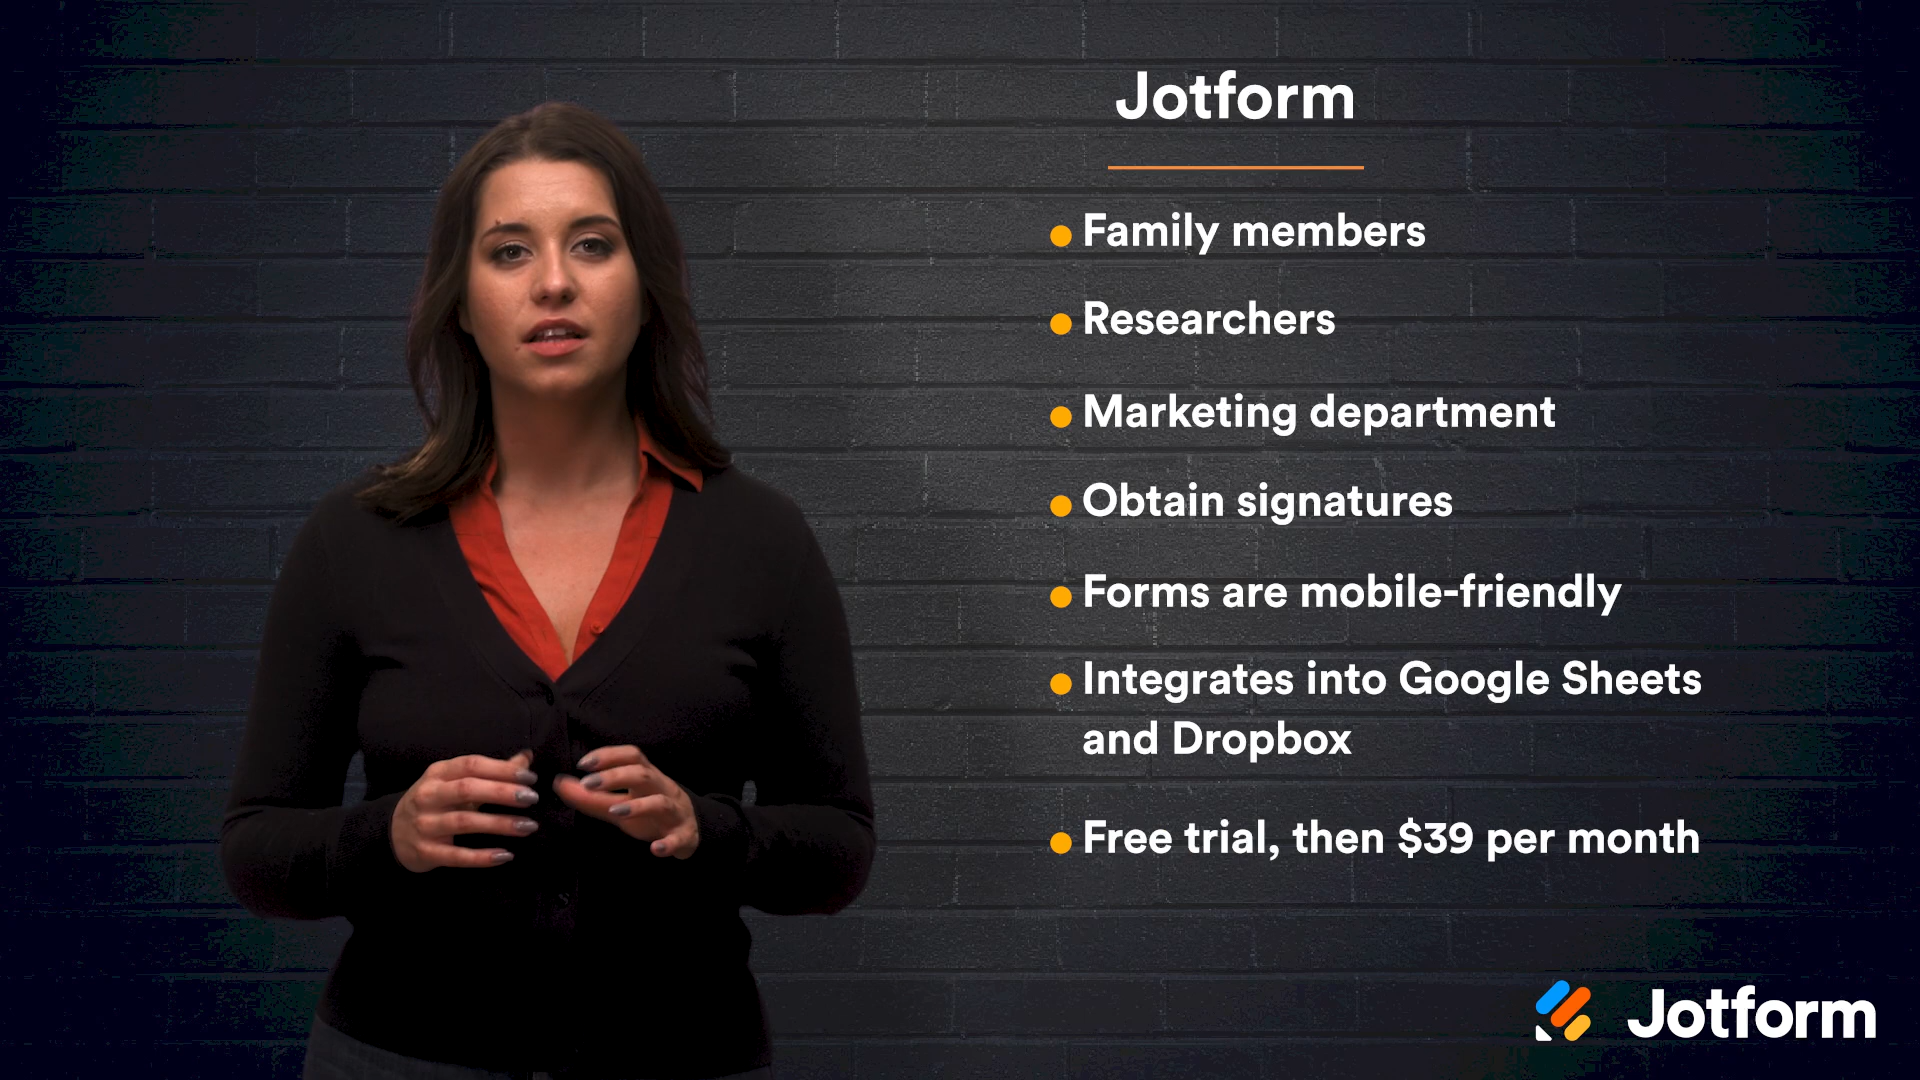 Jotform
Family members
Researchers
Marketing department
Obtain signatures
Forms are mobile-friendly
Integrates into Google Sheets
and Dropbox
Free trial, then $39 per month
Jotform